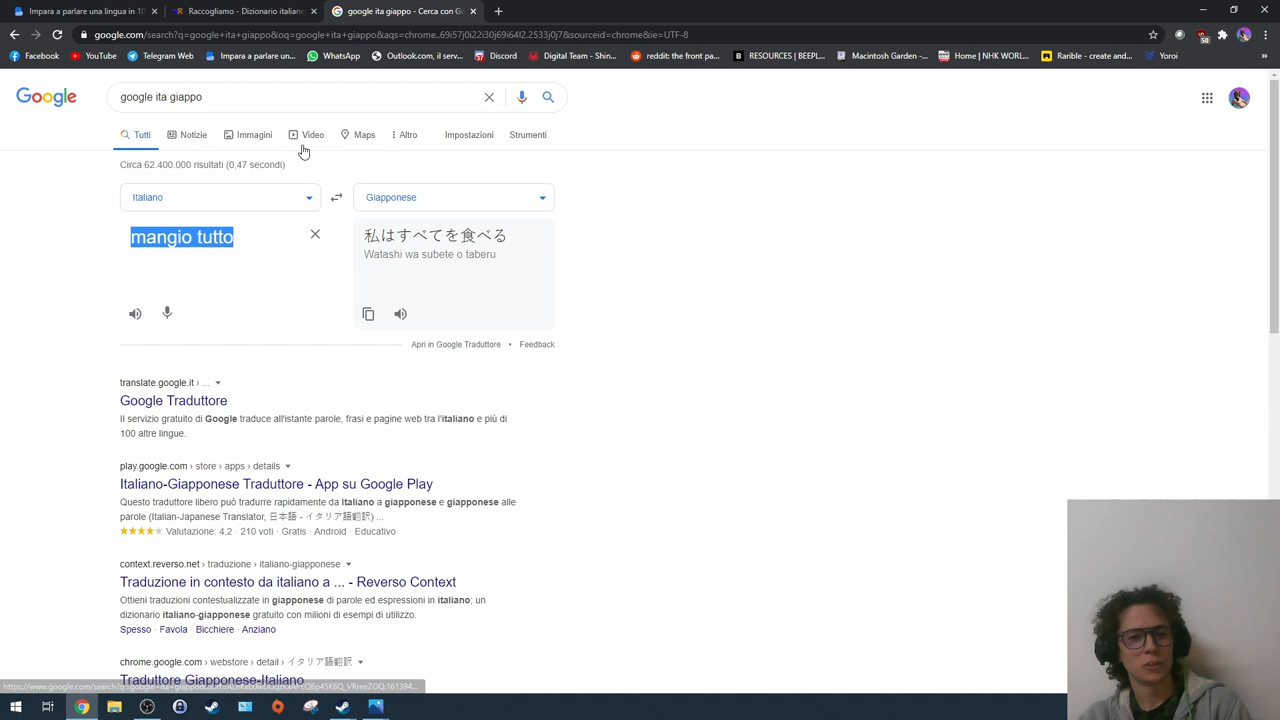 Impara a parlare una lingua in 10
Raccogliamo - Dizionario italiano
google ita giappo - Cerca con G
google.com/search?q=google+ita+giappo&oq=google+ita+giappo&aqs=chrome..69i57j0i22i30j69i64l2.2533j0j7&sourceid=chrome&ie=UTF-8
Facebook
YouTube
Telegram Web
Impara a parlare un...
WhatsApp
Outlook.com, il serv...
Discord
Digital Team - Shin...
reddit: the front pa...
RESOURCES | BEEPL...
Macintosh Garden -...
Home | NHK WORL...
Rarible - create and...
Yoroi
Google
google ita giappo
Tutti
Notizie
Immagini
Video
Maps
Altro
Impostazioni
Strumenti
Circa 62.400.000 risultati (0,47 secondi)
Italiano
Giapponese
mangio tutto
私はすべてを食べる
Watashi wa subete o taberu
Apri in Google Traduttore • Feedback
translate.google.it › ...
Google Traduttore
Il servizio gratuito di Google traduce all'istante parole, frasi e pagine web tra l'italiano e più di
100 altre lingue.
play.google.com › store › apps › details
Italiano-Giapponese Traduttore - App su Google Play
Questo traduttore libero può tradurre rapidamente da Italiano a giapponese e giapponese alle
parole (Italian-Japanese Translator, 日本語 - イタリア語翻訳) ...
Valutazione: 4,2 · 210 voti · Gratis · Android · Educativo
context.reverso.net › traduzione › italiano-giapponese
Traduzione in contesto da italiano a ... - Reverso Context
Ottieni traduzioni contestualizzate in giapponese di parole ed espressioni in italiano; un
dizionario italiano-giapponese gratuito con milioni di esempi di utilizzo.
Spesso · Favola · Bicchiere · Anziano
chrome.google.com › webstore › detail › イタリア語翻訳
Traduttore Giapponese-Italiano